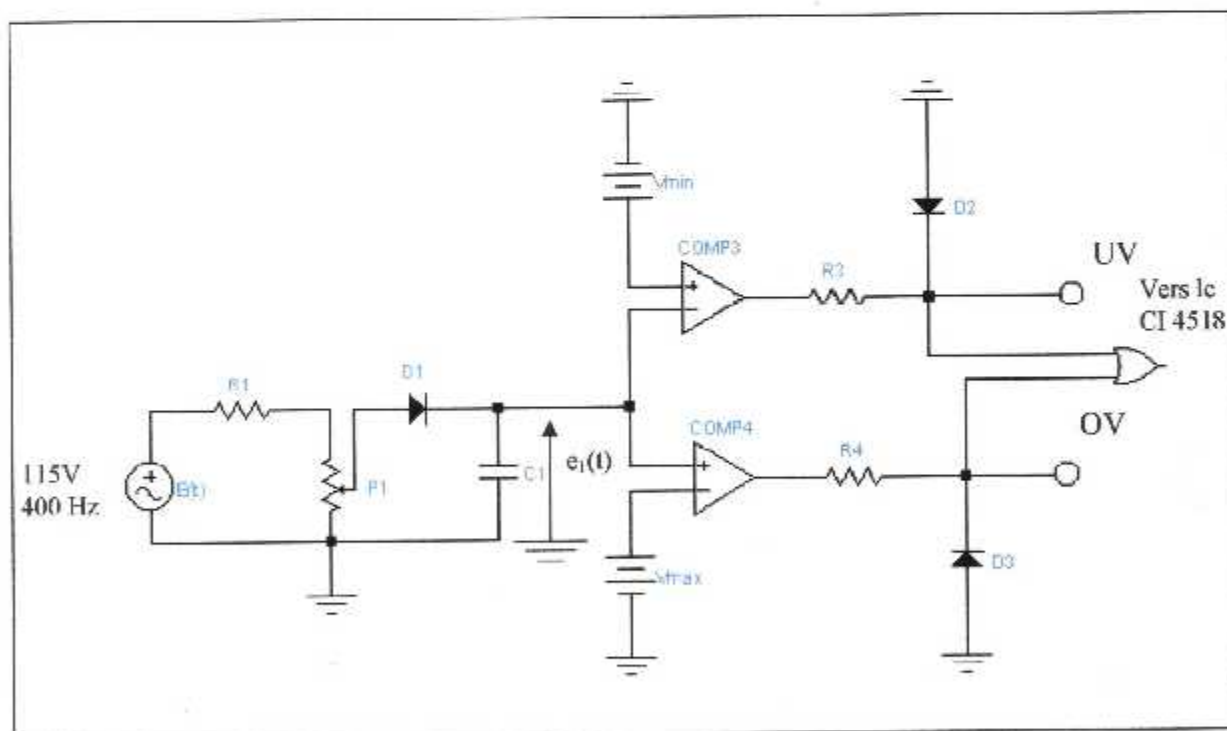 Vmin
D2
COMP3
UV
R3
Vers le
CI 4518
R1
D1
COMP4
OV
R4
115V
400 Hz
E(t)
P1
C1
e₁(t)
Vmax
D3